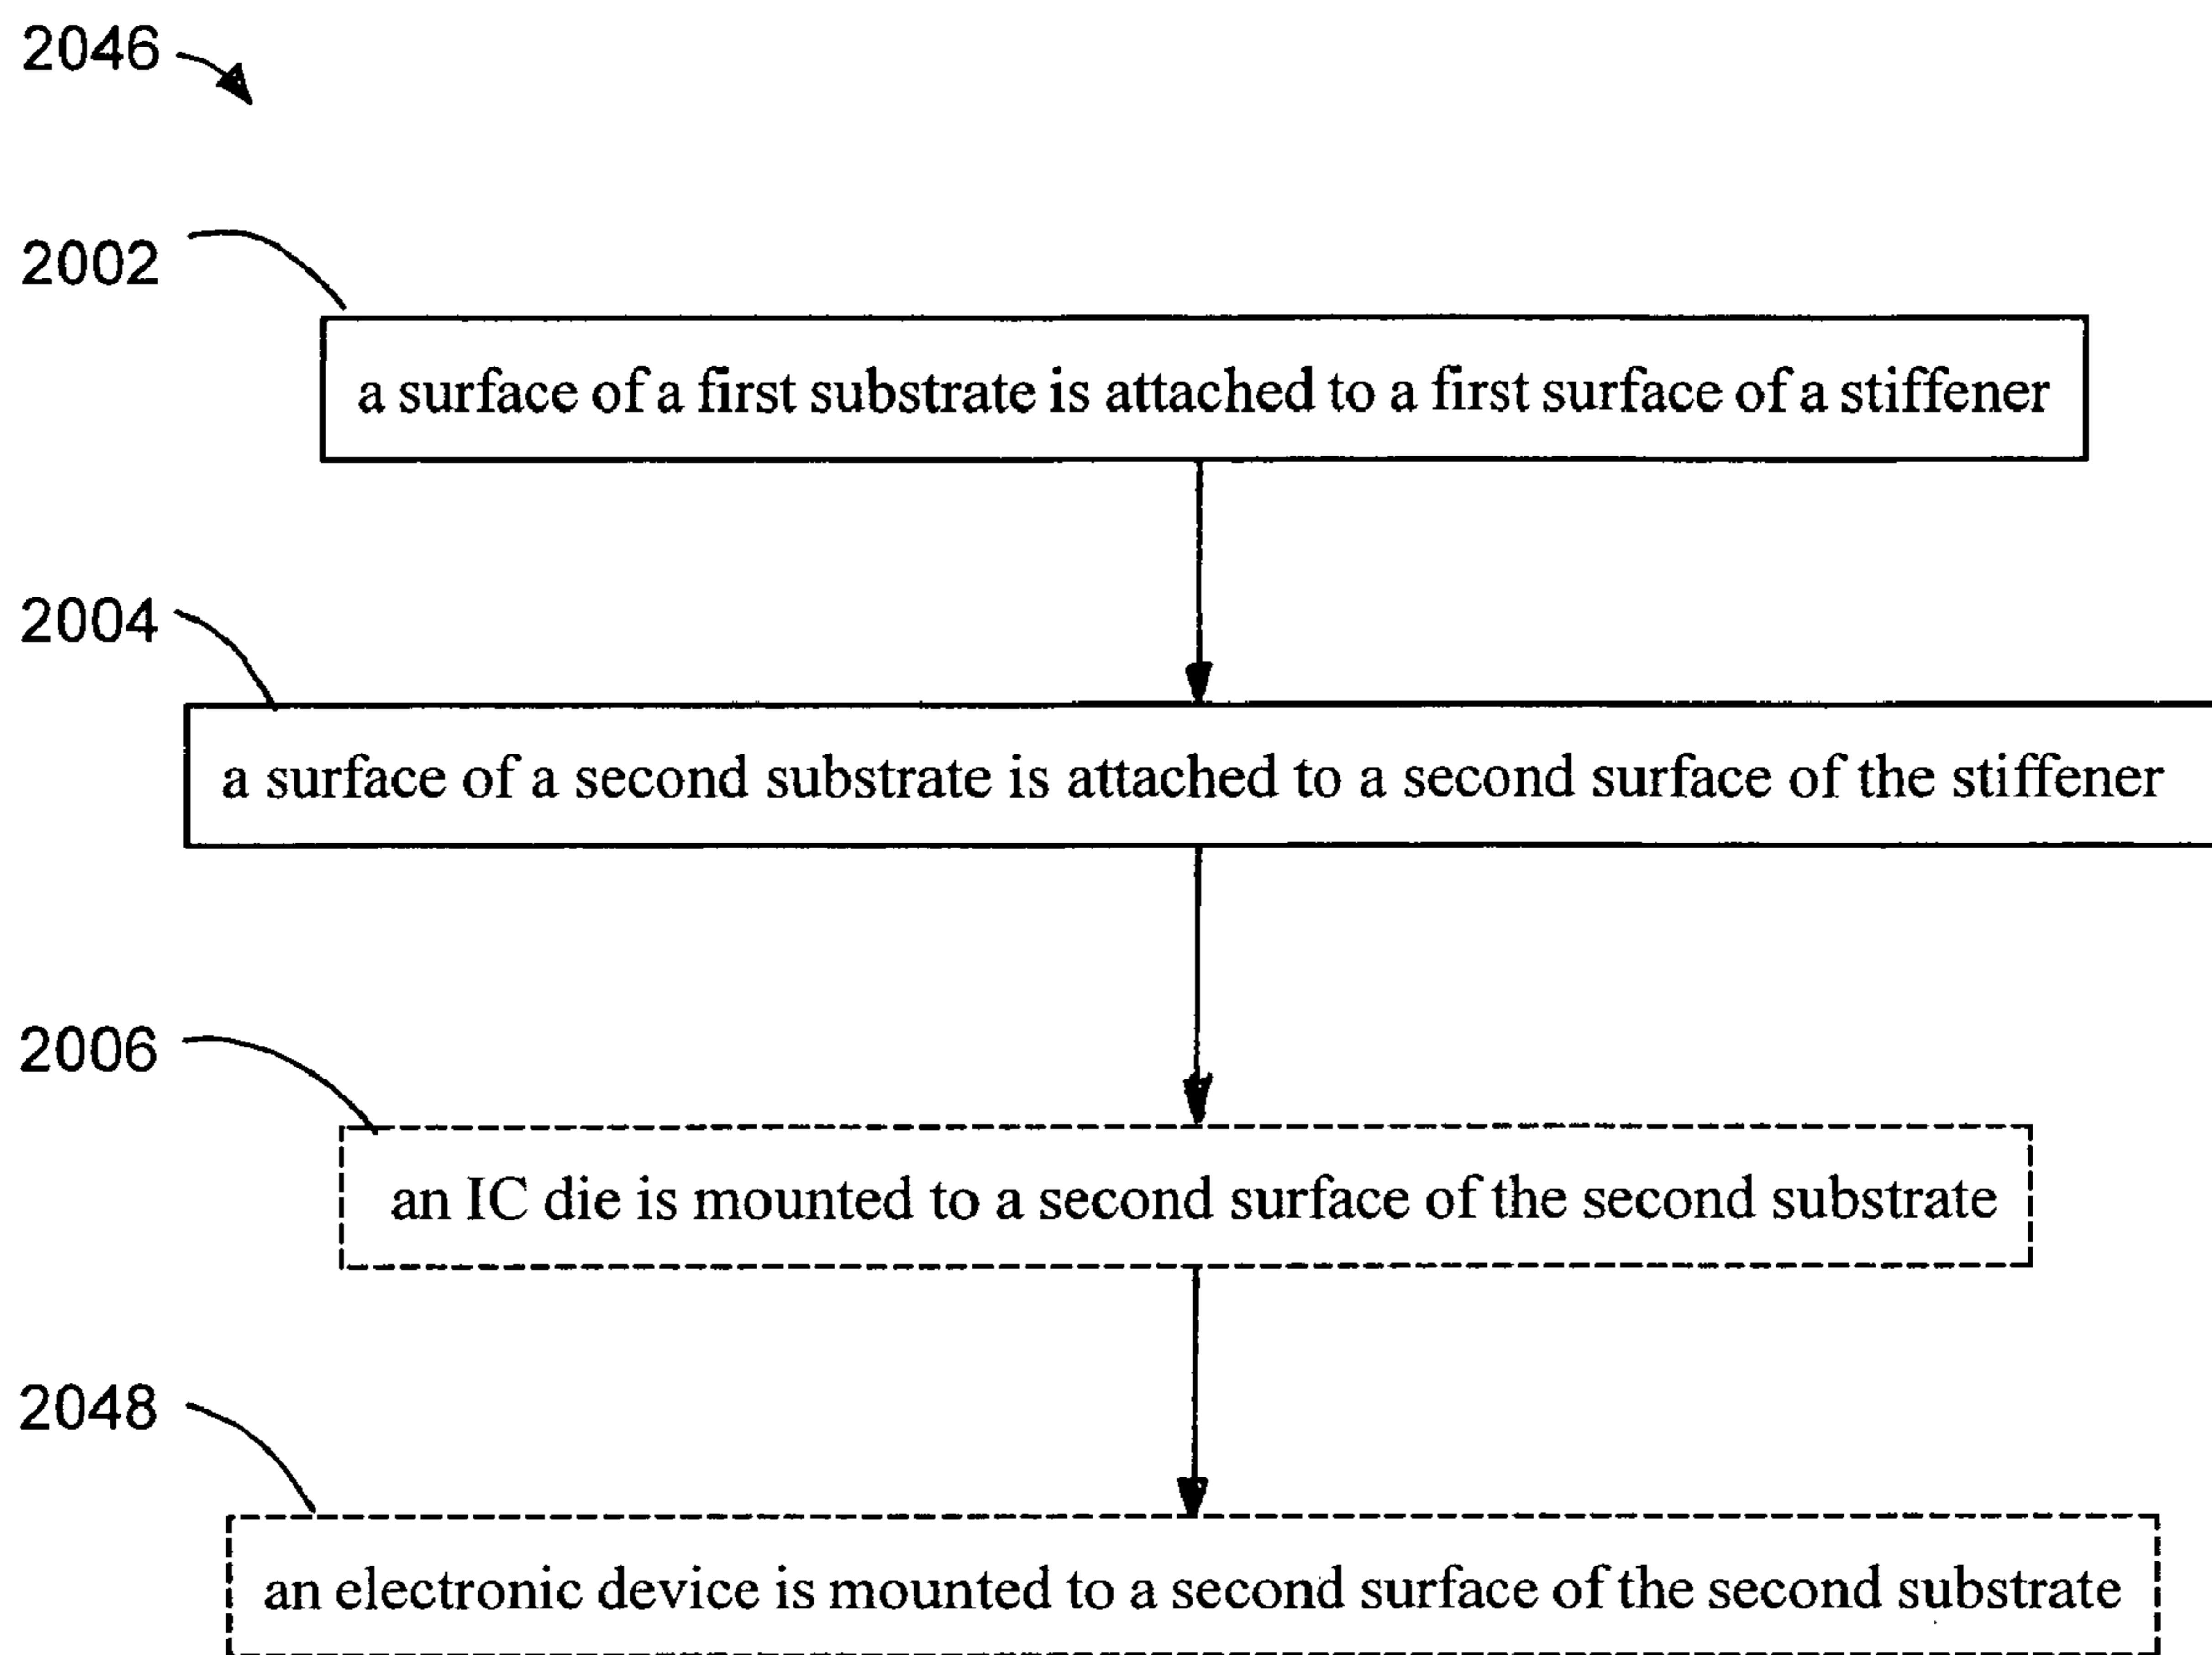 2046
2002
a surface of a first substrate is attached to a first surface of a stiffener
2004
a surface of a second substrate is attached to a second surface of the stiffener
2006
an IC die is mounted to a second surface of the second substrate
2048
an electronic device is mounted to a second surface of the second substrate